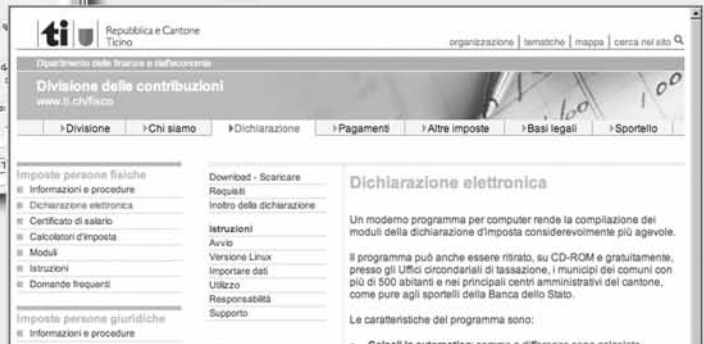 ti
Repubblica e Cantone
Ticino
organizzazione | tematiche | mappa | cerca nel sito
Dipartimento delle finanze e dell'economia
Divisione delle contribuzioni
www.ti.ch/fisco
Divisione
Chi siamo
Dichiarazione
Pagamenti
Altre imposte
Basi legali
Sportello
Imposte persone fisiche
Informazioni e procedure
Dichiarazione elettronica
Certificato di salario
Calcolatori d'imposta
Moduli
Istruzioni
Domande frequenti
Imposte persone giuridiche
Informazioni e procedure
Download - Scaricare
Requisiti
Inoltro della dichiarazione
Istruzioni
Avvio
Versione Linux
Importare dati
Utilizzo
Responsabilità
Supporto
Dichiarazione elettronica
Un moderno programma per computer rende la compilazione dei
moduli della dichiarazione d'imposta considerevolmente più agevole.
Il programma può anche essere ritirato, su CD-ROM e gratuitamente,
presso gli Uffici circondariali di tassazione, i municipi dei comuni con
più di 500 abitanti e nei principali centri amministrativi del cantone,
come pure agli sportelli della Banca dello Stato.
Le caratteristiche del programma sono: